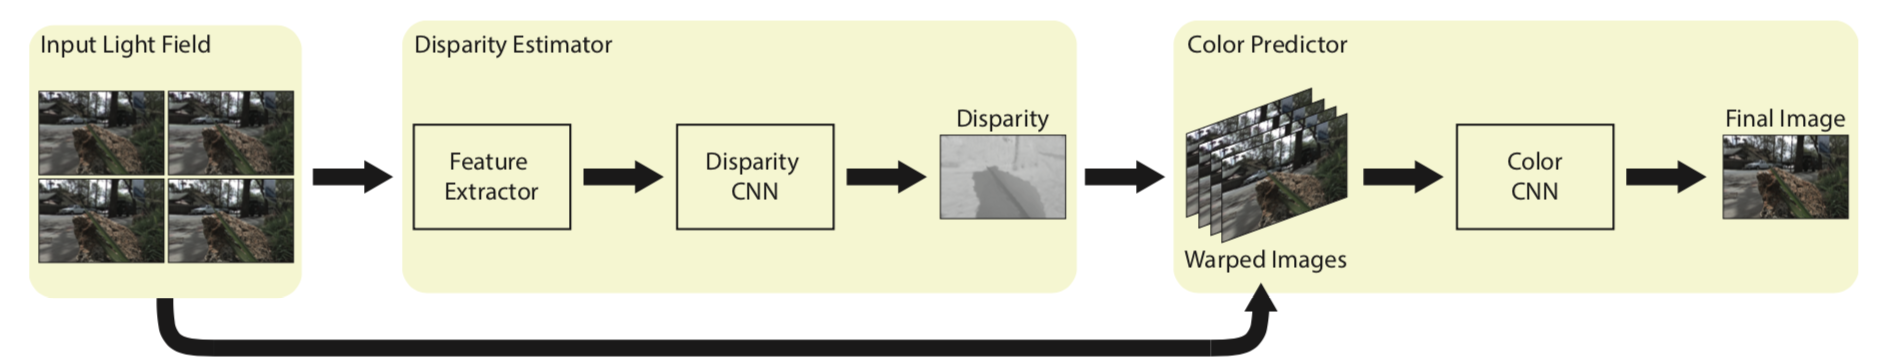 Input Light Field
Disparity Estimator
Feature
Extractor
Disparity
CNN
Disparity
Color Predictor
Warped Images
Color
CNN
Final Image